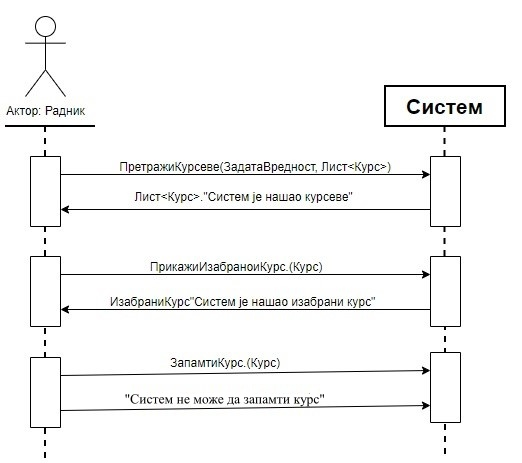 Актор: Радник
Систем
ПретражиКурсеве(ЗадатаВредност, Лист<Курс>)
Лист<Курс>."Систем је нашао курсеве"
ПрикажиИзабраноиКурс.(Курс)
ИзабраниКурс"Систем је нашао изабрани курс"
ЗапамтиКурс.(Курс)
"Систем не може да запамти курс"